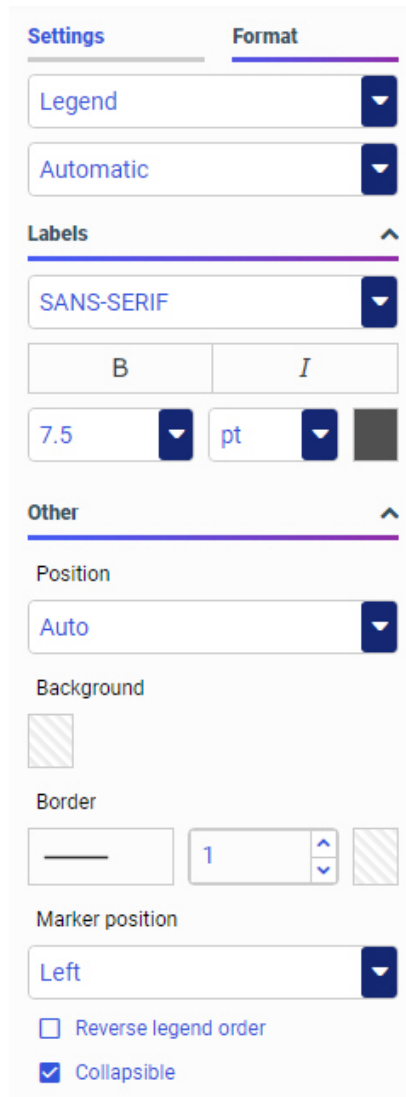 Settings Format
Legend
Automatic
Labels
SANS-SERIF
B I
7.5 pt
Other
Position
Auto
Background
Border
1
Marker position
Left
Reverse legend order
Collapsible